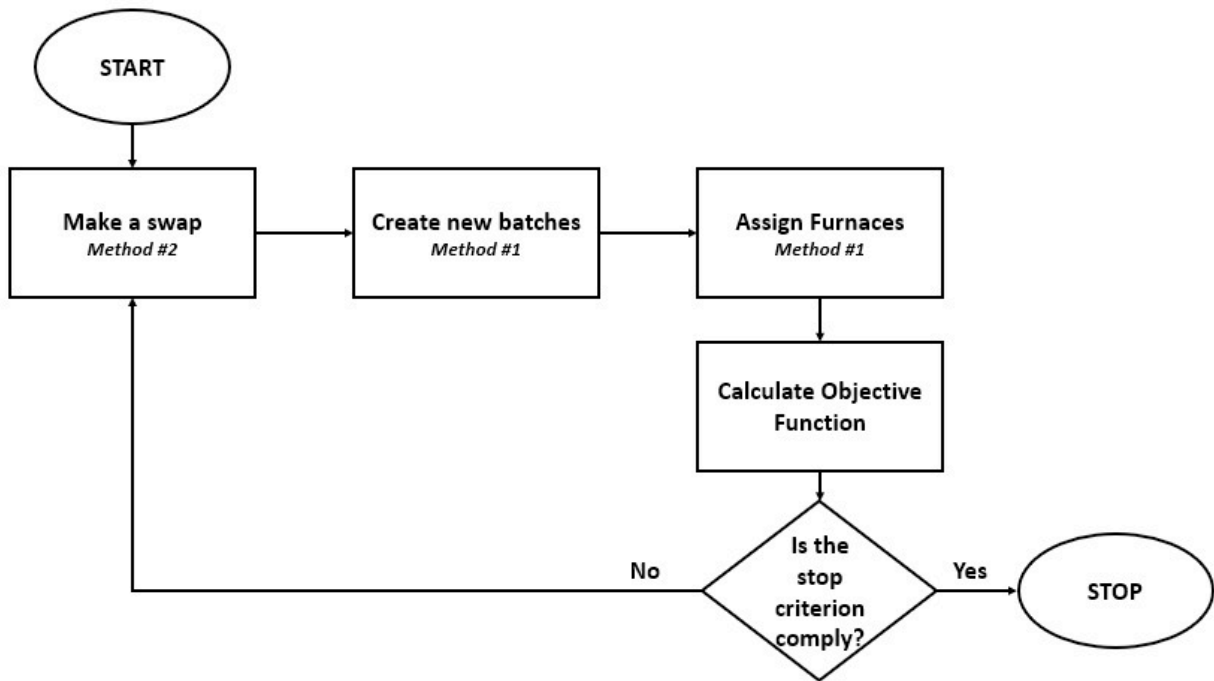 START
Make a swap
Method #2
Create new batches
Method #1
Assign Furnaces
Method #1
Calculate Objective
Function
Is the
stop
criterion
comply?
No
Yes
STOP